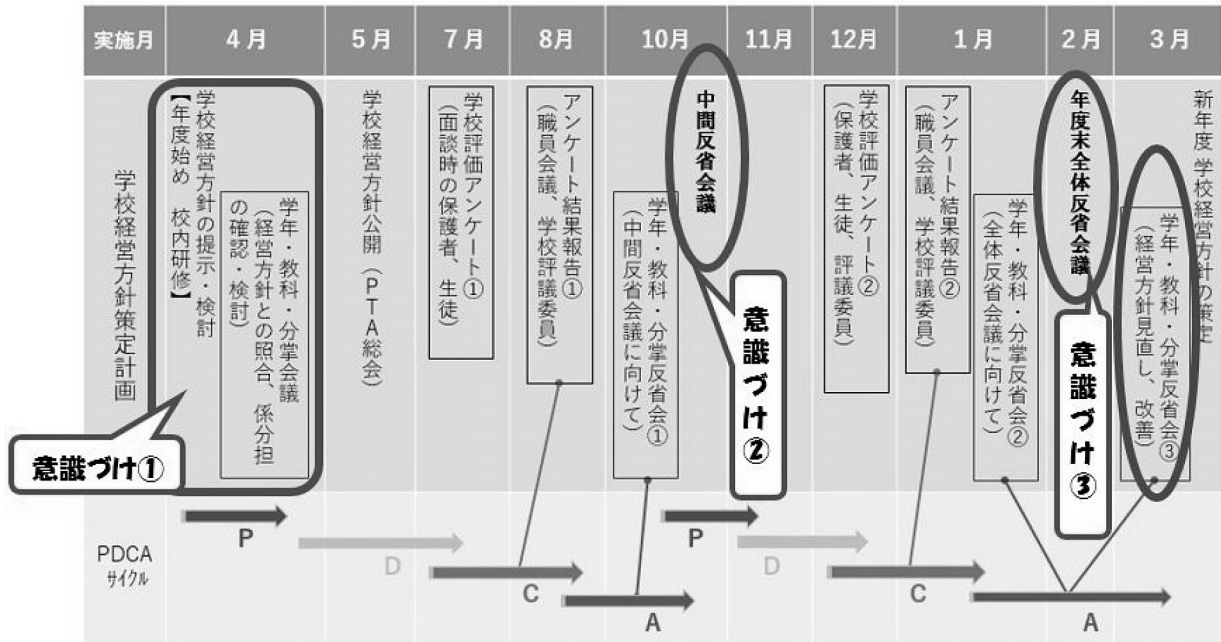 実施月
4月
5月
7月
8月
10月
11月
12月
1月
2月
3月
学校経営方針策定計画
【年度始め　校内研修】
学校経営方針の提示・検討
学年・教科・分掌会議
(経営方針との照合、係分担
の確認・検討)
意識づけ①
学校経営方針公開（PTA総会）
学校評価アンケート①
(面談時の保護者、生徒)
アンケート結果報告①
(職員会議、学校評議委員)
学年・教科・分掌反省会①
(中間反省会議に向けて)
中間反省会議
意識づけ②
学校評価アンケート②
(保護者、生徒、評議委員)
アンケート結果報告②
(職員会議、学校評議委員)
学年・教科・分掌反省会②
(全体反省会議に向けて)
年度末全体反省会議
意識づけ③
新年度 学校経営方針の策定
学年・教科・分掌反省会③
(経営方針見直し、改善)
PDCA
サイクル
P
D
C
A
P
D
C
A